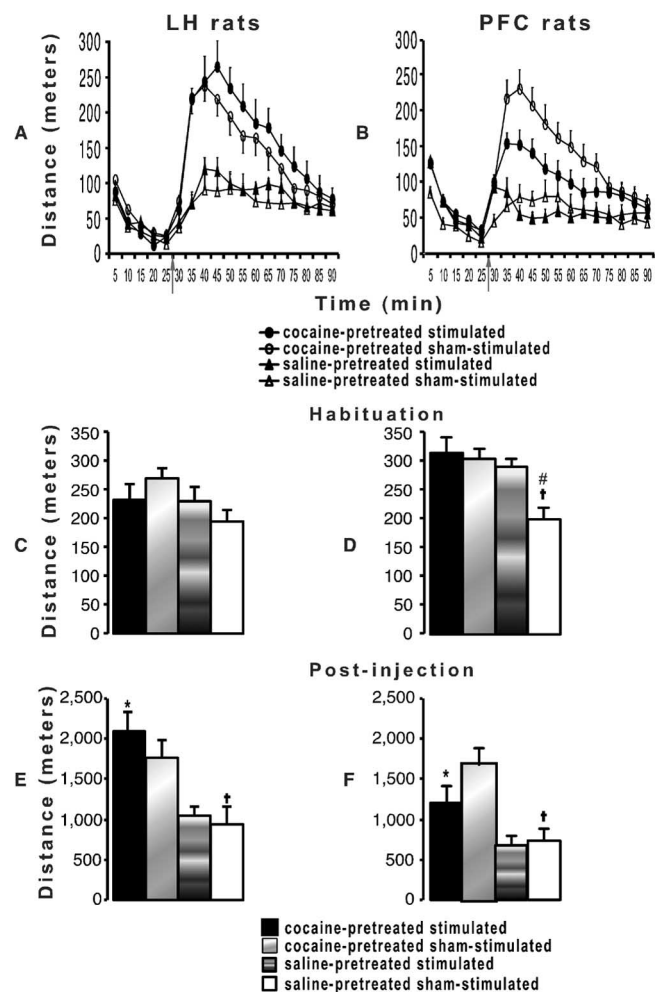 LH rats
PFC rats
A
Distance (meters)
300
250
200
150
100
50
0
5 10 15 20 25 30 35 40 45 50 55 60 65 70 75 80 85 90
B
300
250
200
150
100
50
0
5 10 15 20 25 30 35 40 45 50 55 60 65 70 75 80 85 90
Time (min)
cocaine-pretreated stimulated
cocaine-pretreated sham-stimulated
saline-pretreated stimulated
saline-pretreated sham-stimulated
Habituation
C
Distance (meters)
350
300
250
200
150
100
50
0
D
350
300
250
200
150
100
50
0
#
†
Post-injection
E
Distance (meters)
2,500
2,000
1,500
1,000
500
0
*
†
F
2,500
2,000
1,500
1,000
500
0
*
†
cocaine-pretreated stimulated
cocaine-pretreated sham-stimulated
saline-pretreated stimulated
saline-pretreated sham-stimulated